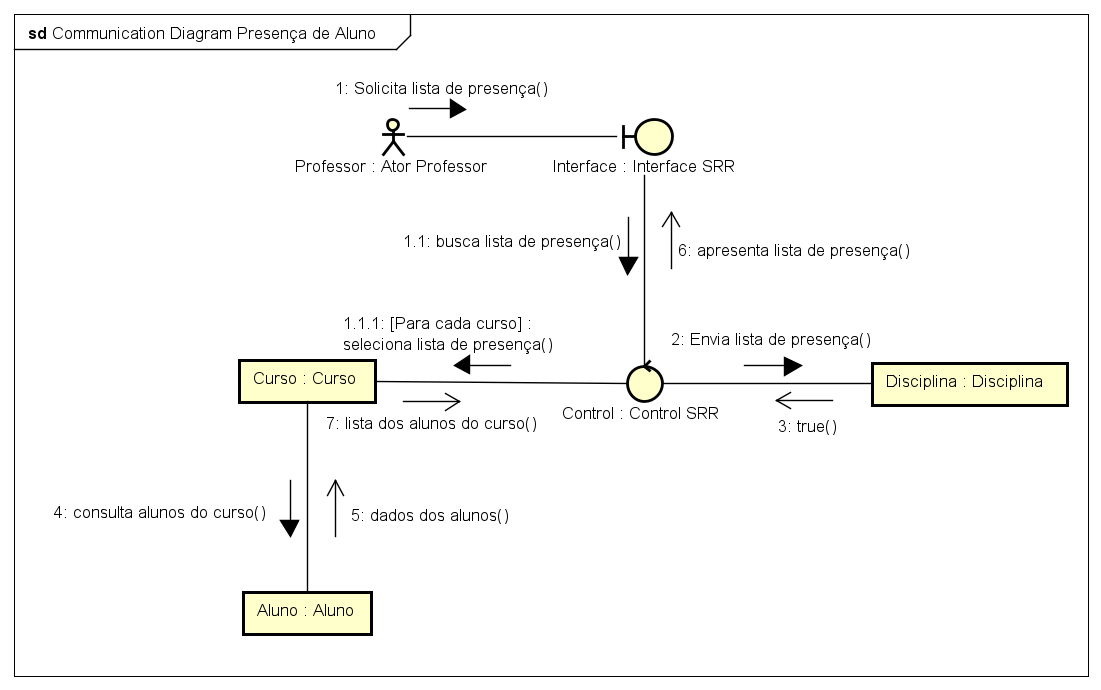 sd Communication Diagram Presença de Aluno
1: Solicita lista de presença()
Professor : Ator Professor
Interface : Interface SRR
1.1: busca lista de presença()
6: apresenta lista de presença()
1.1.1: [Para cada curso] :
seleciona lista de presença()
2: Envia lista de presença()
Curso : Curso
Disciplina : Disciplina
Control : Control SRR
7: lista dos alunos do curso()
3: true()
4: consulta alunos do curso()
5: dados dos alunos()
Aluno : Aluno